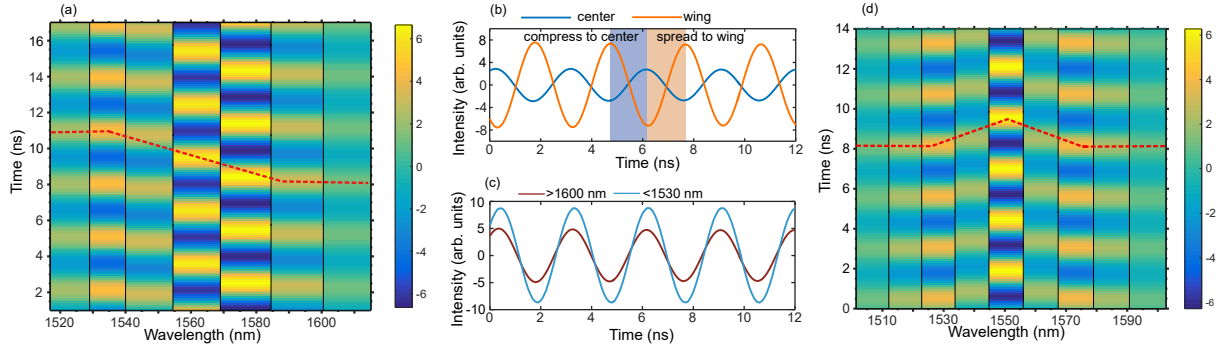 (a)
16
14
12
10
8
6
4
2
Time (ns)
1520 1540 1560 1580 1600
Wavelength (nm)
6
4
2
0
-2
-4
-6
(b)
center wing
compress to center spread to wing
8
4
0
-4
-8
Intensity (arb. units)
0 2 4 6 8 10 12
Time (ns)
(c)
>1600 nm <1530 nm
10
5
0
-5
-10
Intensity (arb. units)
0 2 4 6 8 10 12
Time (ns)
(d)
14
12
10
8
6
4
2
0
Time (ns)
1510 1530 1550 1570 1590
Wavelength (nm)
6
4
2
0
-2
-4
-6